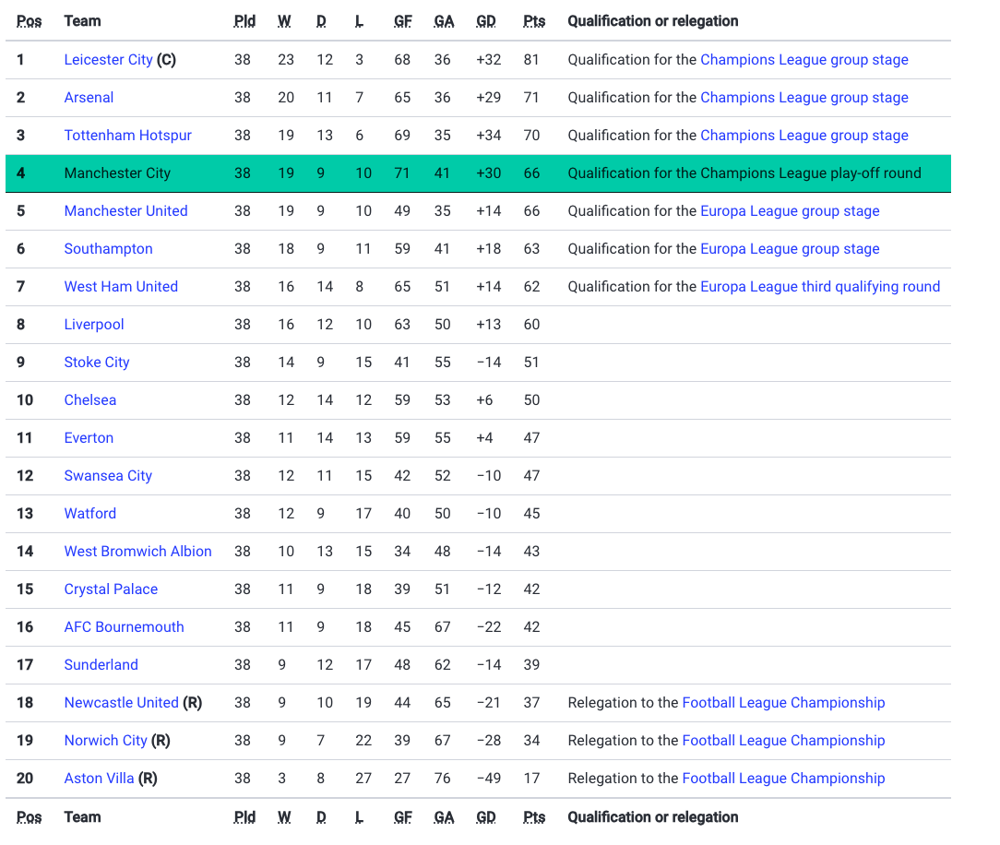 Pos Team Pld W D L GF GA GD Pts Qualification or relegation
1 Leicester City (C) 38 23 12 3 68 36 +32 81 Qualification for the Champions League group stage
2 Arsenal 38 20 11 7 65 36 +29 71 Qualification for the Champions League group stage
3 Tottenham Hotspur 38 19 13 6 69 35 +34 70 Qualification for the Champions League group stage
4 Manchester City 38 19 9 10 71 41 +30 66 Qualification for the Champions League play-off round
5 Manchester United 38 19 9 10 49 35 +14 66 Qualification for the Europa League group stage
6 Southampton 38 18 9 11 59 41 +18 63 Qualification for the Europa League group stage
7 West Ham United 38 16 14 8 65 51 +14 62 Qualification for the Europa League third qualifying round
8 Liverpool 38 16 12 10 63 50 +13 60
9 Stoke City 38 14 9 15 41 55 −14 51
10 Chelsea 38 12 14 12 59 53 +6 50
11 Everton 38 11 14 13 59 55 +4 47
12 Swansea City 38 12 11 15 42 52 −10 47
13 Watford 38 12 9 17 40 50 −10 45
14 West Bromwich Albion 38 10 13 15 34 48 −14 43
15 Crystal Palace 38 11 9 18 39 51 −12 42
16 AFC Bournemouth 38 11 9 18 45 67 −22 42
17 Sunderland 38 9 12 17 48 62 −14 39
18 Newcastle United (R) 38 9 10 19 44 65 −21 37 Relegation to the Football League Championship
19 Norwich City (R) 38 9 7 22 39 67 −28 34 Relegation to the Football League Championship
20 Aston Villa (R) 38 3 8 27 27 76 −49 17 Relegation to the Football League Championship
Pos Team Pld W D L GF GA GD Pts Qualification or relegation